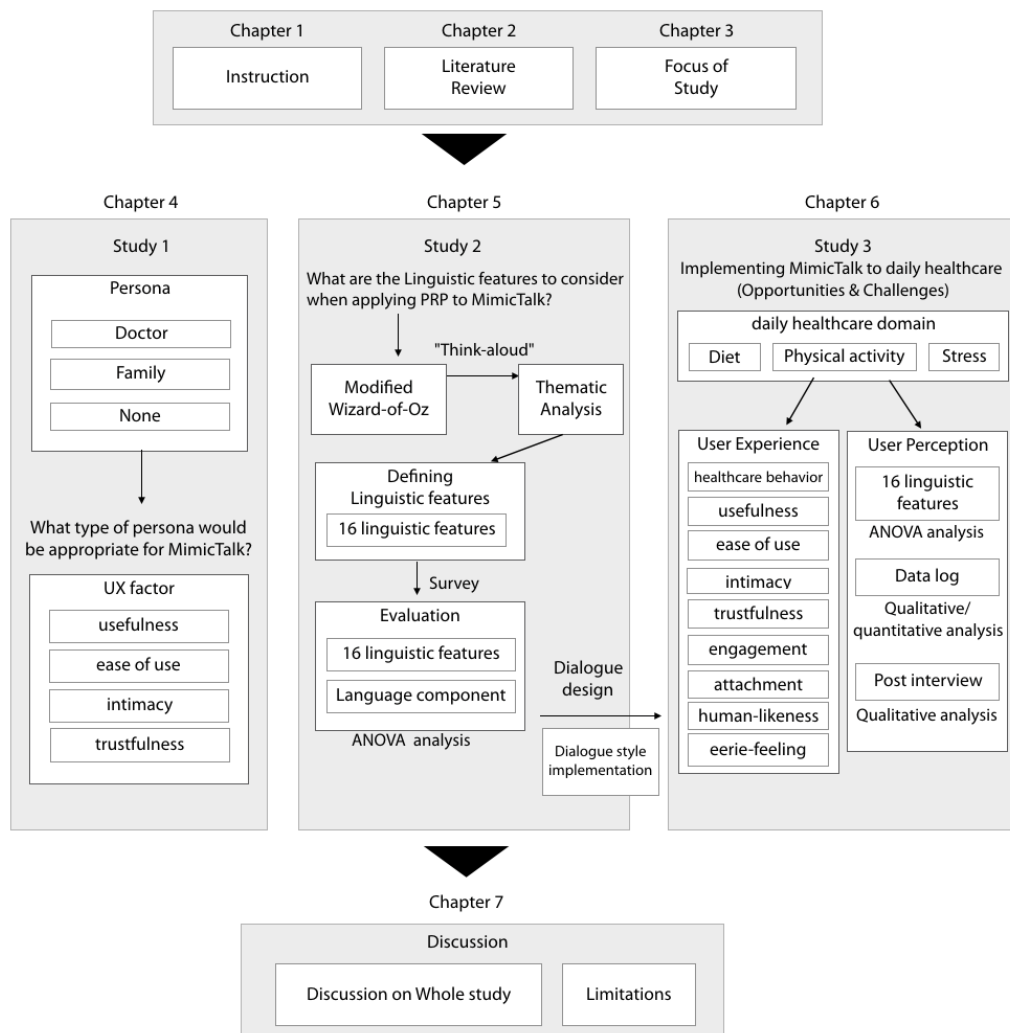 Chapter 1
Instruction
Chapter 2
Literature
Review
Chapter 3
Focus of
Study
Chapter 4
Study 1
Persona
Doctor
Family
None
What type of persona would
be appropriate for MimicTalk?
UX factor
usefulness
ease of use
intimacy
trustfulness
Chapter 5
Study 2
What are the Linguistic features to consider
when applying PRP to MimicTalk?
"Think-aloud"
Modified
Wizard-of-Oz
Thematic
Analysis
Defining
Linguistic features
16 linguistic features
Survey
Evaluation
16 linguistic features
Language component
ANOVA analysis
Dialogue
design
Dialogue style
implementation
Chapter 6
Study 3
Implementing MimicTalk to daily healthcare
(Opportunities & Challenges)
daily healthcare domain
Diet
Physical activity
Stress
User Experience
healthcare behavior
usefulness
ease of use
intimacy
trustfulness
engagement
attachment
human-likeness
eerie-feeling
User Perception
16 linguistic
features
ANOVA analysis
Data log
Qualitative/
quantitative analysis
Post interview
Qualitative analysis
Chapter 7
Discussion
Discussion on Whole study
Limitations